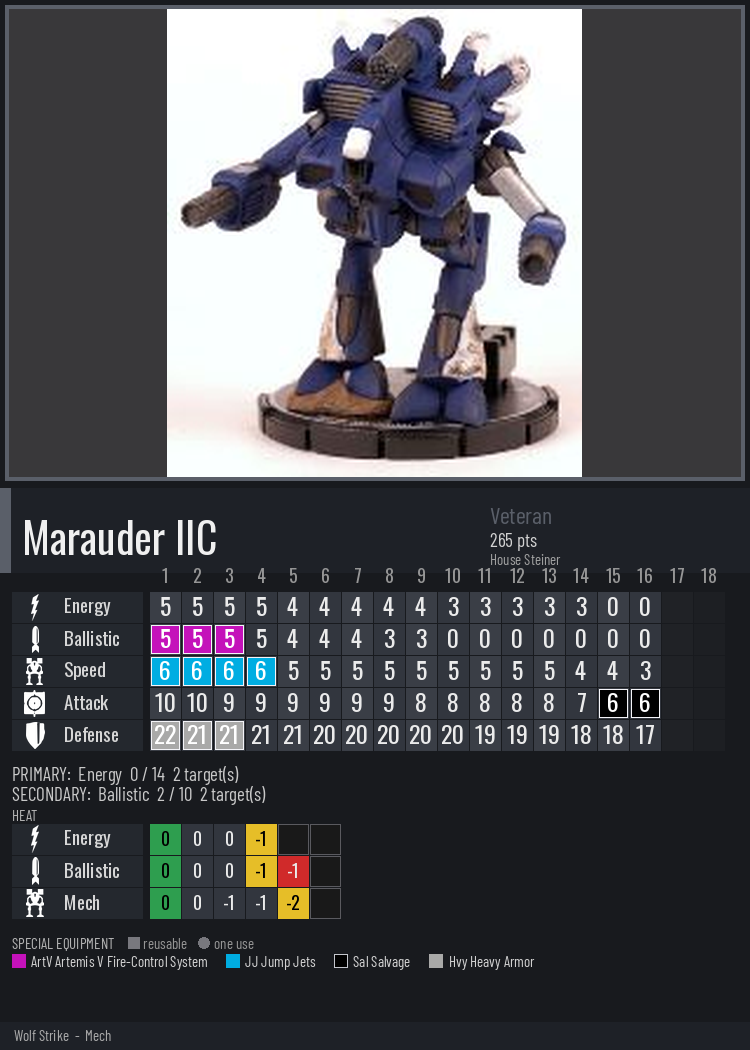 Marauder IIC
Veteran
265 pts
House Steiner
1 2 3 4 5 6 7 8 9 10 11 12 13 14 15 16 17 18
Energy 5 5 5 5 4 4 4 4 4 3 3 3 3 3 0 0
Ballistic 5 5 5 5 4 4 4 3 3 0 0 0 0 0 0 0
Speed 6 6 6 6 5 5 5 5 5 5 5 5 5 4 4 3
Attack 10 10 9 9 9 9 9 9 8 8 8 8 8 7 6 6
Defense 22 21 21 21 21 20 20 20 20 20 19 19 19 18 18 17
PRIMARY: Energy 0 / 14 2 target(s)
SECONDARY: Ballistic 2 / 10 2 target(s)
HEAT
Energy 0 0 0 -1
Ballistic 0 0 0 -1 -1
Mech 0 0 -1 -1 -2
SPECIAL EQUIPMENT reusable one use
ArtV Artemis V Fire-Control System JJ Jump Jets Sal Salvage Hvy Heavy Armor
Wolf Strike - Mech